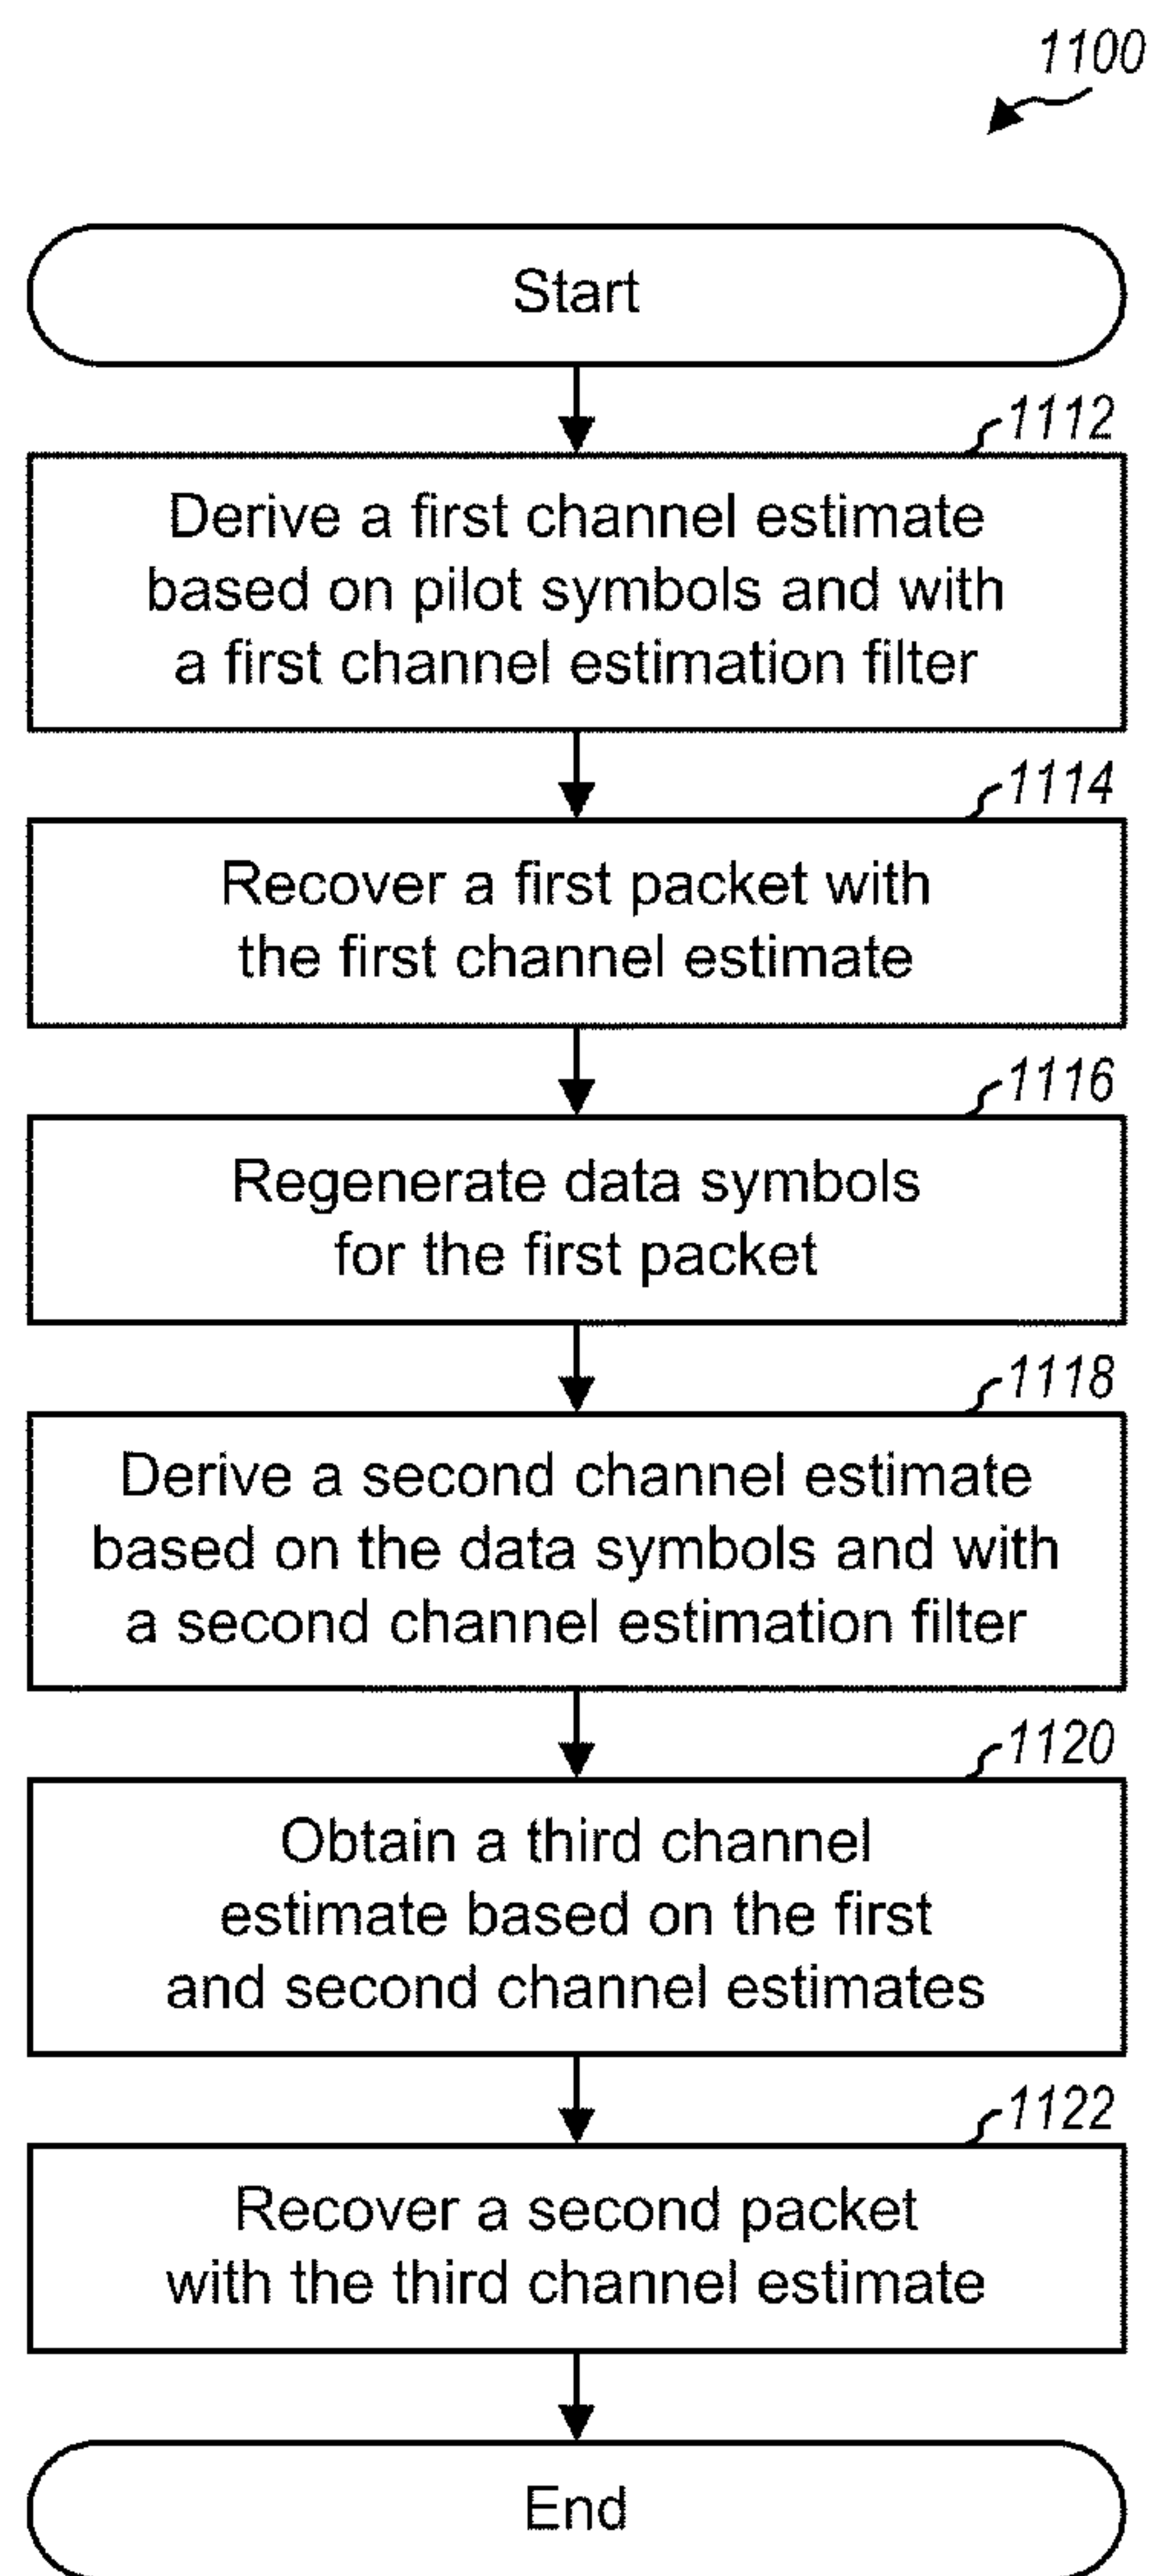 1100
Start
1112
Derive a first channel estimate
based on pilot symbols and with
a first channel estimation filter
1114
Recover a first packet with
the first channel estimate
1116
Regenerate data symbols
for the first packet
1118
Derive a second channel estimate
based on the data symbols and with
a second channel estimation filter
1120
Obtain a third channel
estimate based on the first
and second channel estimates
1122
Recover a second packet
with the third channel estimate
End